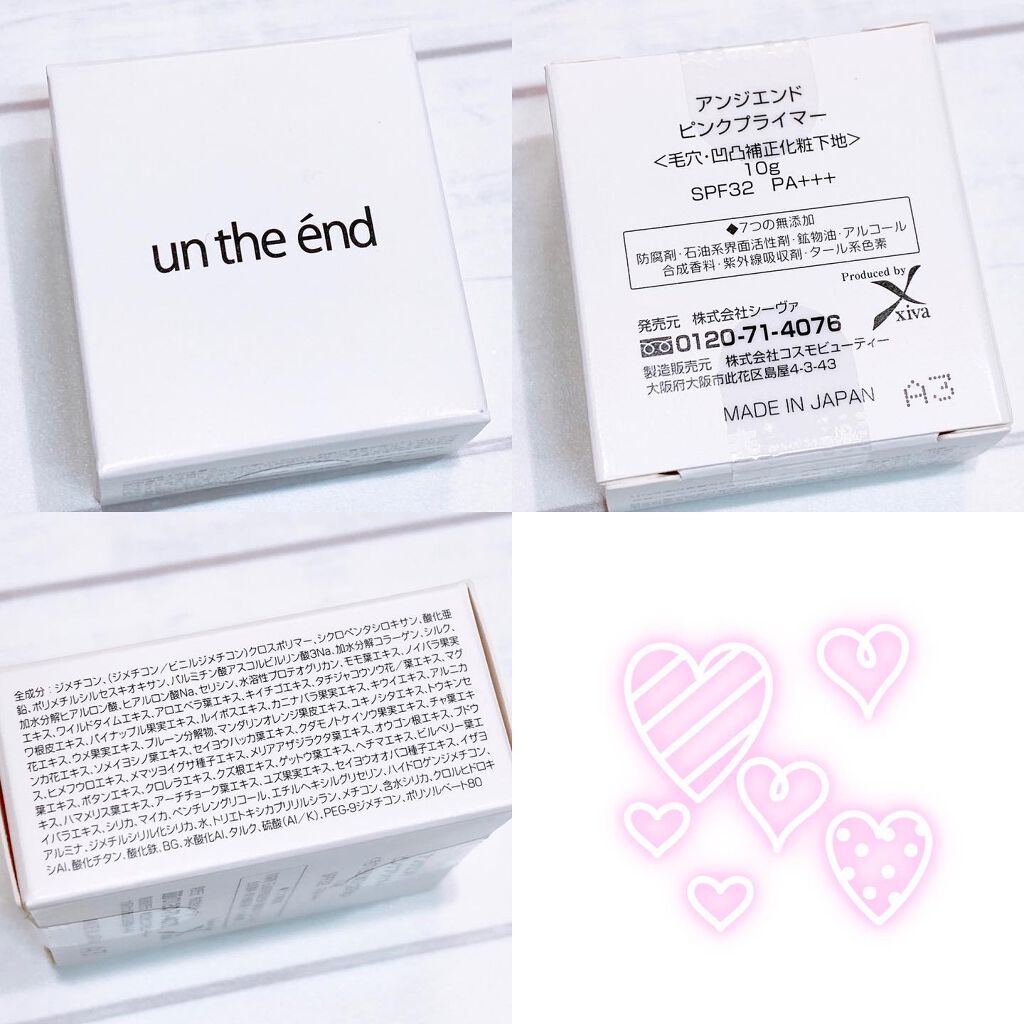 un the énd
アンジエンド
ピンクプライマー
＜毛穴・凹凸補正化粧下地＞
10g
SPF32 PA+++
◆7つの無添加
防腐剤・石油系界面活性剤・鉱物油・アルコール
合成香料・紫外線吸収剤・タール系色素
Produced by
xiva
発売元 株式会社シーヴァ
0120-71-4076
製造販売元 株式会社コスモビューティー
大阪府大阪市此花区島屋4-3-43
MADE IN JAPAN
A3
全成分：ジメチコン、(ジメチコン／ビニルジメチコン)クロスポリマー、シクロペンタシロキサン、酸化亜
鉛、ポリメチルシルセスキオキサン、パルミチン酸アスコルビルリン酸3Na、加水分解コラーゲン、シルク、
加水分解ヒアルロン酸、ヒアルロン酸Na、セリシン、水溶性プロテオグリカン、モモ葉エキス、ノイバラ果実
エキス、ワイルドタイムエキス、アロエベラ葉エキス、キイチゴエキス、タチジャコウソウ花／葉エキス、マグ
ワ根皮エキス、パイナップル果実エキス、ルイボスエキス、カニナバラ果実エキス、キウイエキス、アルニカ
花エキス、ウメ果実エキス、プルーン分解物、マンダリンオレンジ果皮エキス、ユキノシタエキス、トウキンセ
ンカ花エキス、ソメイヨシノ葉エキス、セイヨウハッカ葉エキス、クダモノトケイソウ果実エキス、チャ葉エキ
ス、ヒメフウロエキス、メマツヨイグサ種子エキス、メリアアザジラクタ葉エキス、オウゴン根エキス、ブドウ
葉エキス、ボタンエキス、クロレラエキス、クズ根エキス、ゲットウ葉エキス、ヘチマエキス、ビルベリー葉エ
キス、ハマメリス葉エキス、アーチチョーク葉エキス、ユズ果実エキス、セイヨウオオバコ種子エキス、イザヨ
イバラエキス、シリカ、マイカ、ペンチレングリコール、エチルヘキシルグリセリン、ハイドロゲンジメチコン、
アルミナ、ジメチルシリル化シリカ、水、トリエトキシカプリリルシラン、メチコン、含水シリカ、クロルヒドロキ
シAl、酸化チタン、酸化鉄、BG、水酸化Al、タルク、硫酸(Al／K)、PEG-9ジメチコン、ポリソルベート80